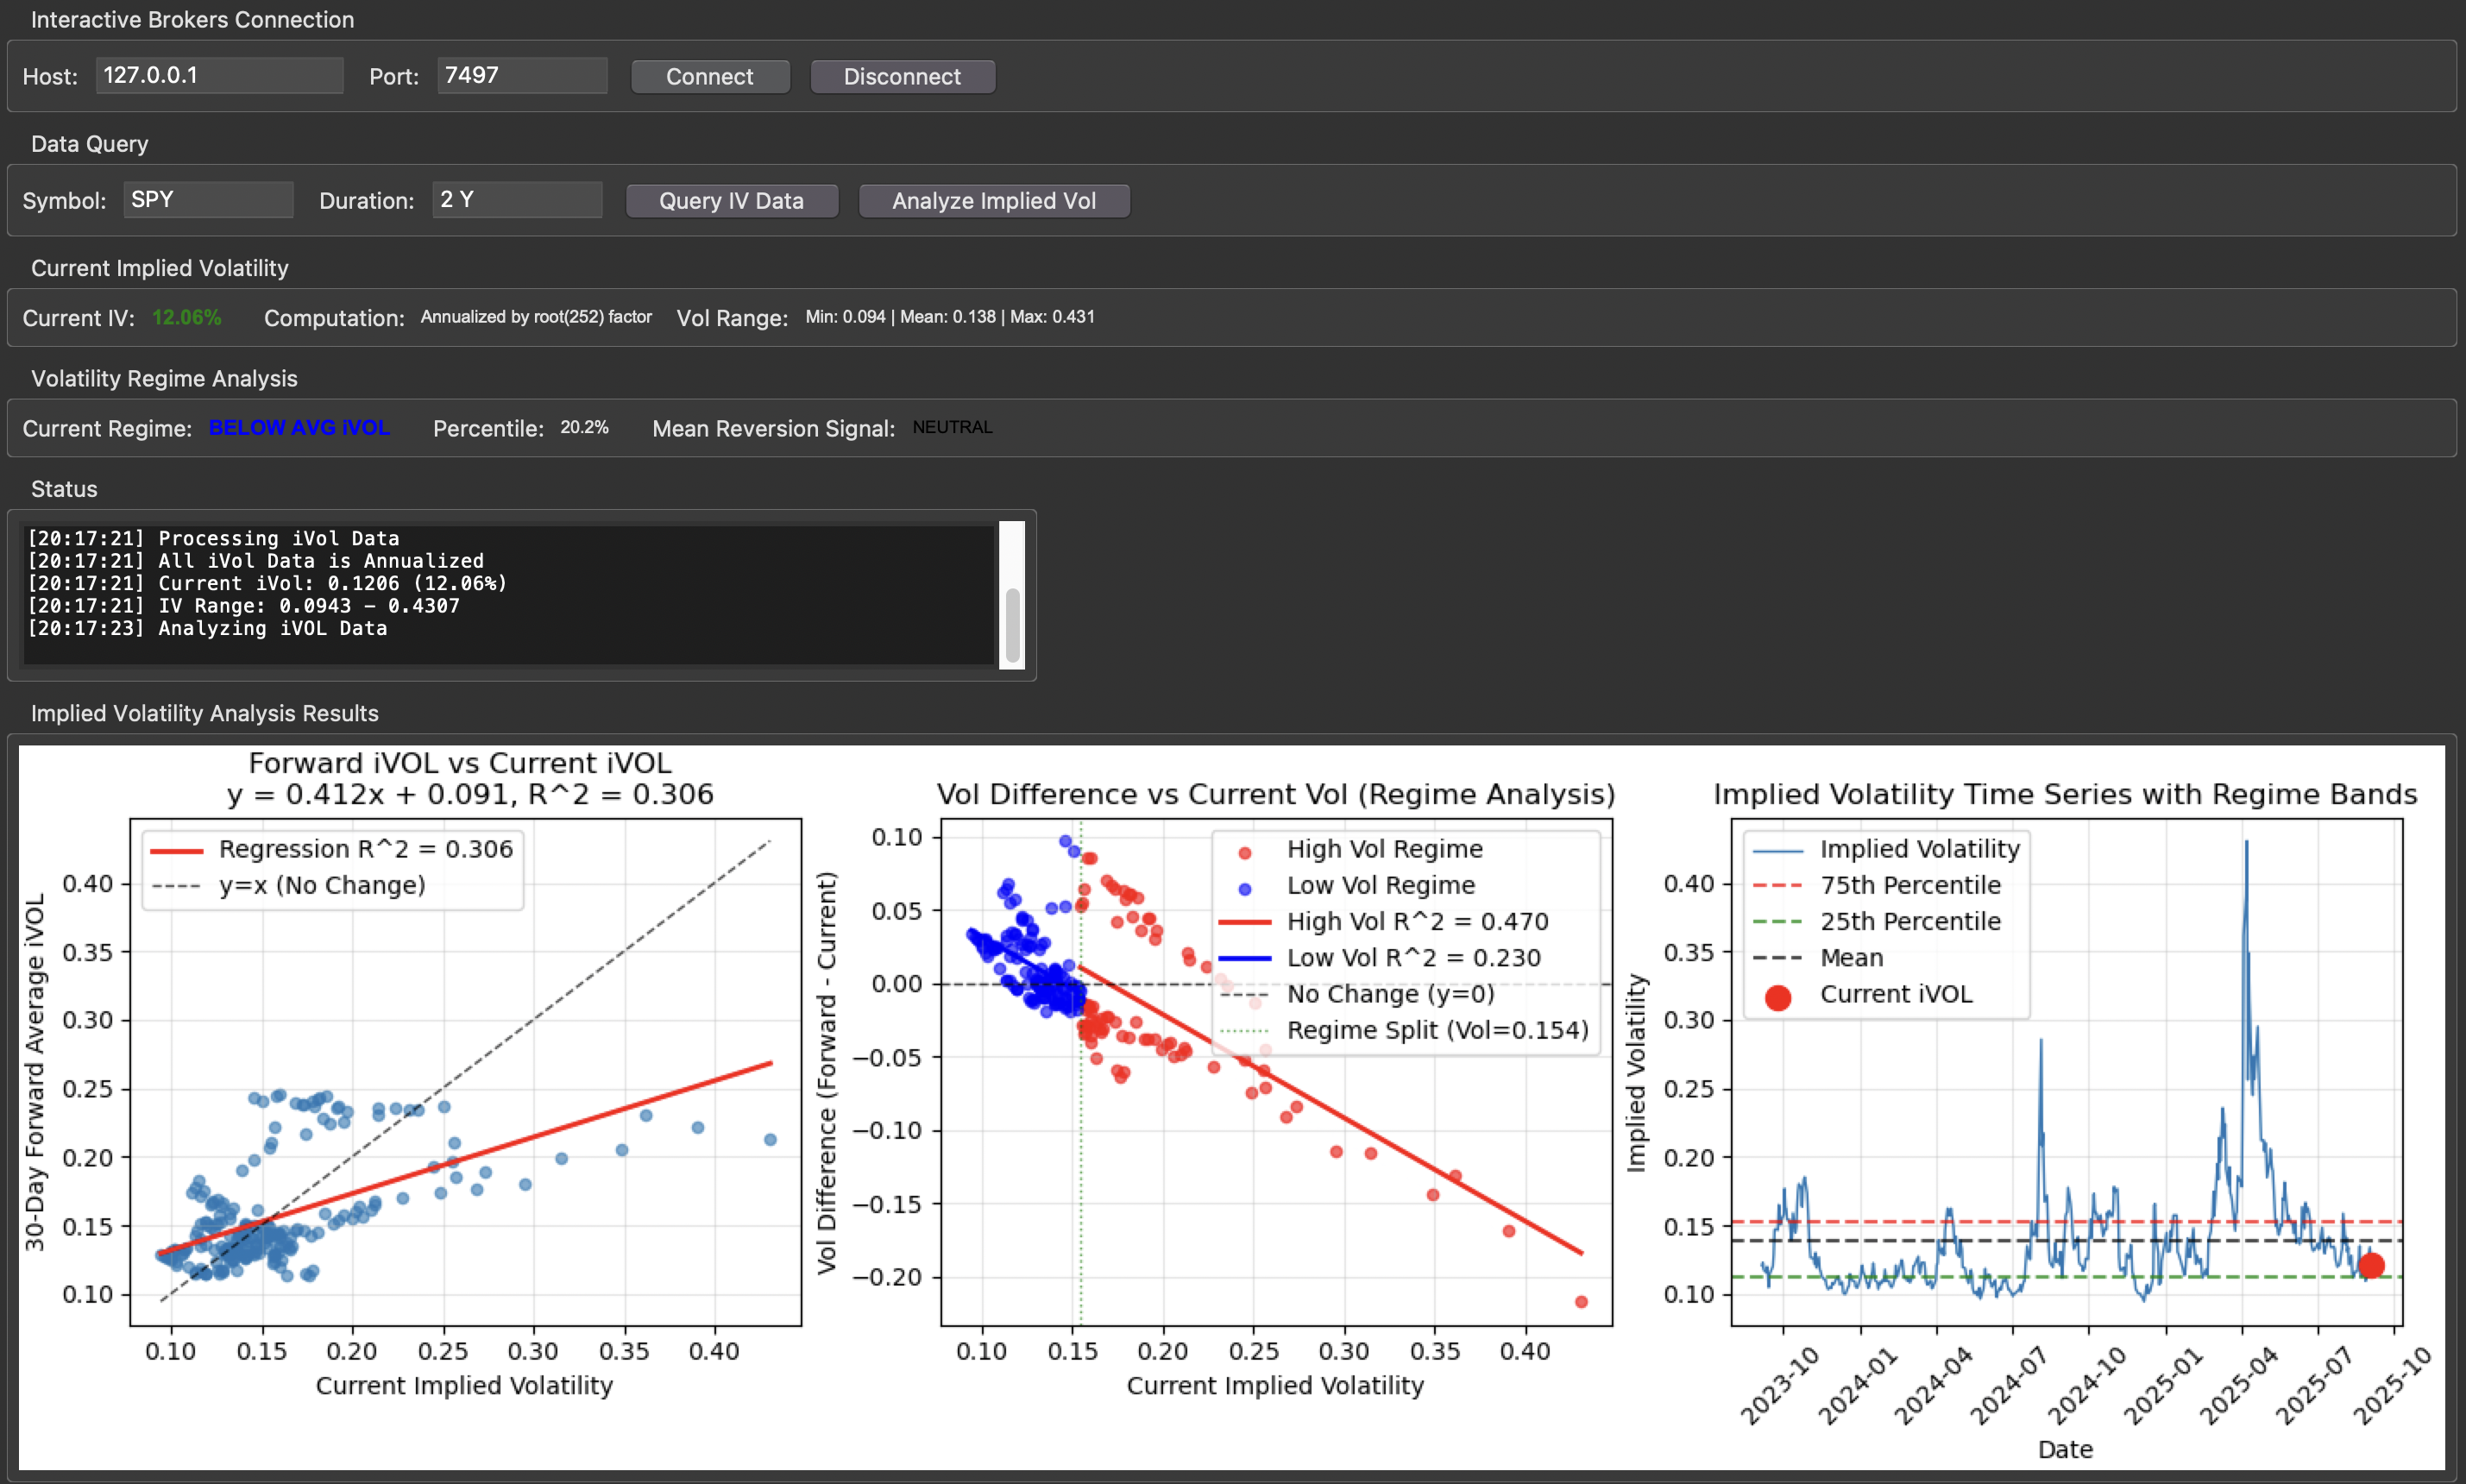 Interactive Brokers Connection
Host: 127.0.0.1 Port: 7497 Connect Disconnect
Data Query
Symbol: SPY Duration: 2 Y Query IV Data Analyze Implied Vol
Current Implied Volatility
Current IV: 12.06% Computation: Annualized by root(252) factor Vol Range: Min: 0.094 | Mean: 0.138 | Max: 0.431
Volatility Regime Analysis
Current Regime: BELOW AVG iVOL Percentile: 20.2% Mean Reversion Signal: NEUTRAL
Status
[20:17:21] Processing iVol Data
[20:17:21] All iVol Data is Annualized
[20:17:21] Current iVol: 0.1206 (12.06%)
[20:17:21] IV Range: 0.0943 – 0.4307
[20:17:23] Analyzing iVOL Data
Implied Volatility Analysis Results
Forward iVOL vs Current iVOL
y = 0.412x + 0.091, R^2 = 0.306
Regression R^2 = 0.306
y=x (No Change)
30-Day Forward Average iVOL
0.40
0.35
0.30
0.25
0.20
0.15
0.10
0.10 0.15 0.20 0.25 0.30 0.35 0.40
Current Implied Volatility
Vol Difference vs Current Vol (Regime Analysis)
High Vol Regime
Low Vol Regime
High Vol R^2 = 0.470
Low Vol R^2 = 0.230
No Change (y=0)
Regime Split (Vol=0.154)
Vol Difference (Forward - Current)
0.10
0.05
0.00
−0.05
−0.10
−0.15
−0.20
0.10 0.15 0.20 0.25 0.30 0.35 0.40
Current Implied Volatility
Implied Volatility Time Series with Regime Bands
Implied Volatility
75th Percentile
25th Percentile
Mean
Current iVOL
Implied Volatility
0.40
0.35
0.30
0.25
0.20
0.15
0.10
2023-10 2024-01 2024-04 2024-07 2024-10 2025-01 2025-04 2025-07 2025-10
Date